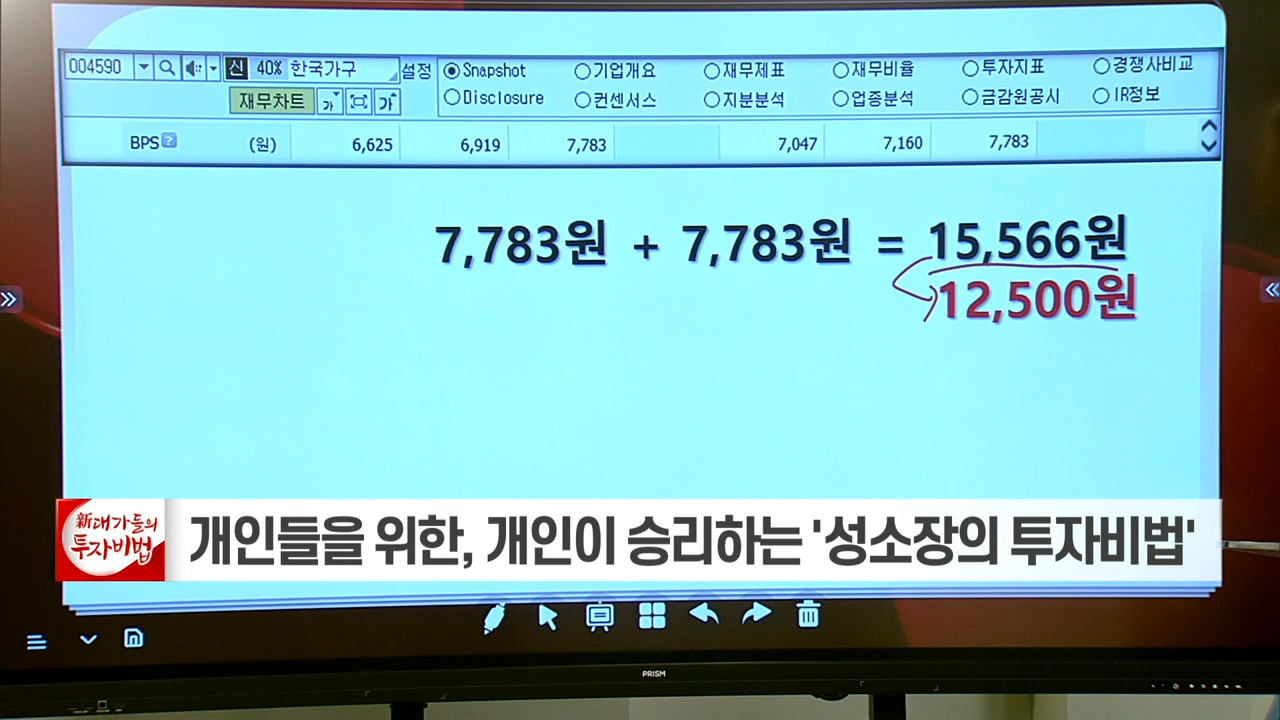 004590 신 40% 한국가구 설정 Snapshot 기업개요 재무제표 재무비율 투자지표 경쟁사비교
재무차트 가 가 Disclosure 컨센서스 지분분석 업종분석 금감원공시 IR정보
BPS ? (원) 6,625 6,919 7,783 7,047 7,160 7,783
7,783원 + 7,783원 = 15,566원
12,500원
新대가들의
투자비법
개인들을 위한, 개인이 승리하는 '성소장의 투자비법'
PRISM